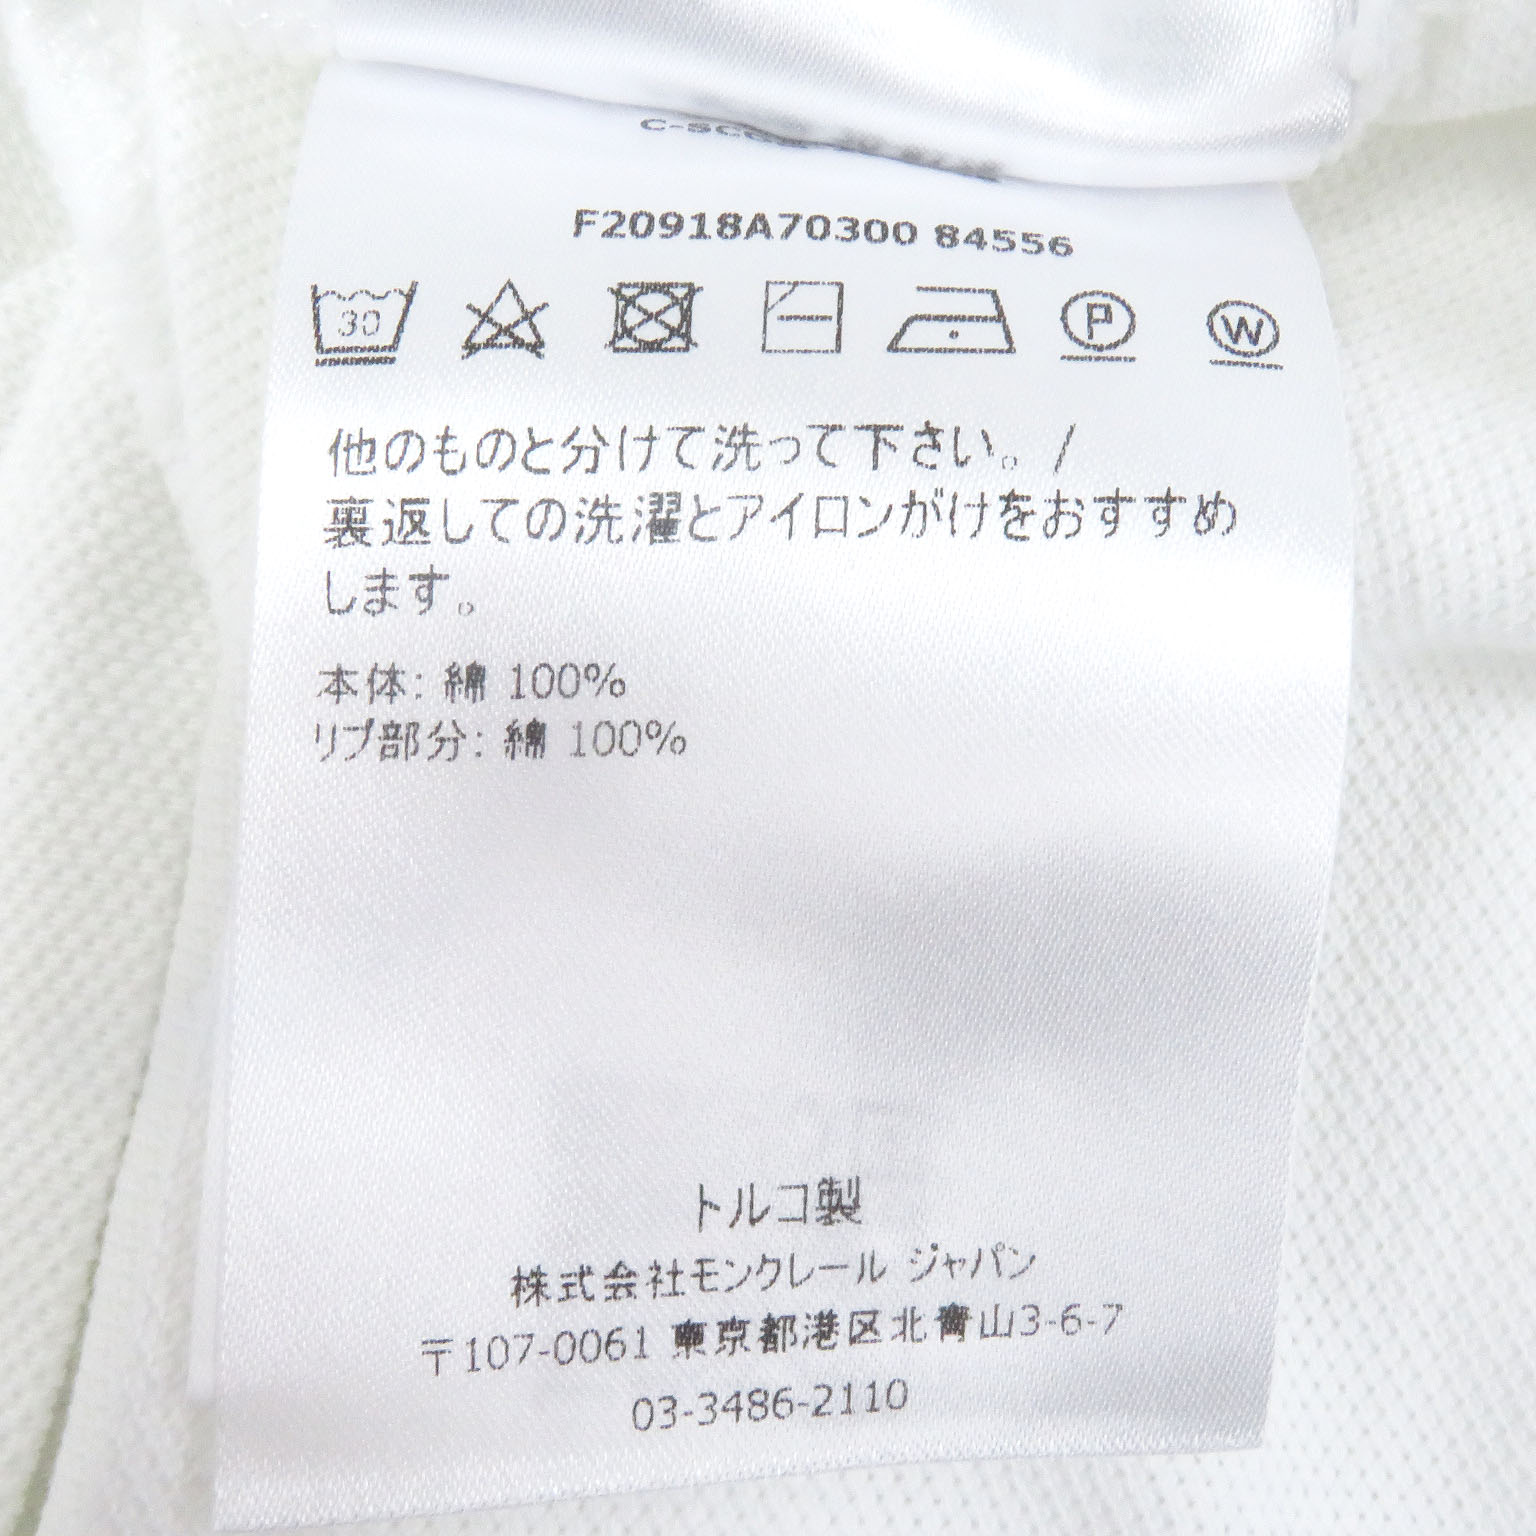 F20918A70300 84556
30
P
W
他のものと分けて洗って下さい。/
裏返しての洗濯とアイロンがけをおすすめ
します。
本体: 綿 100%
リブ部分: 綿 100%
トルコ製
株式会社モンクレール ジャパン
〒107-0061 東京都港区北青山3-6-7
03-3486-2110